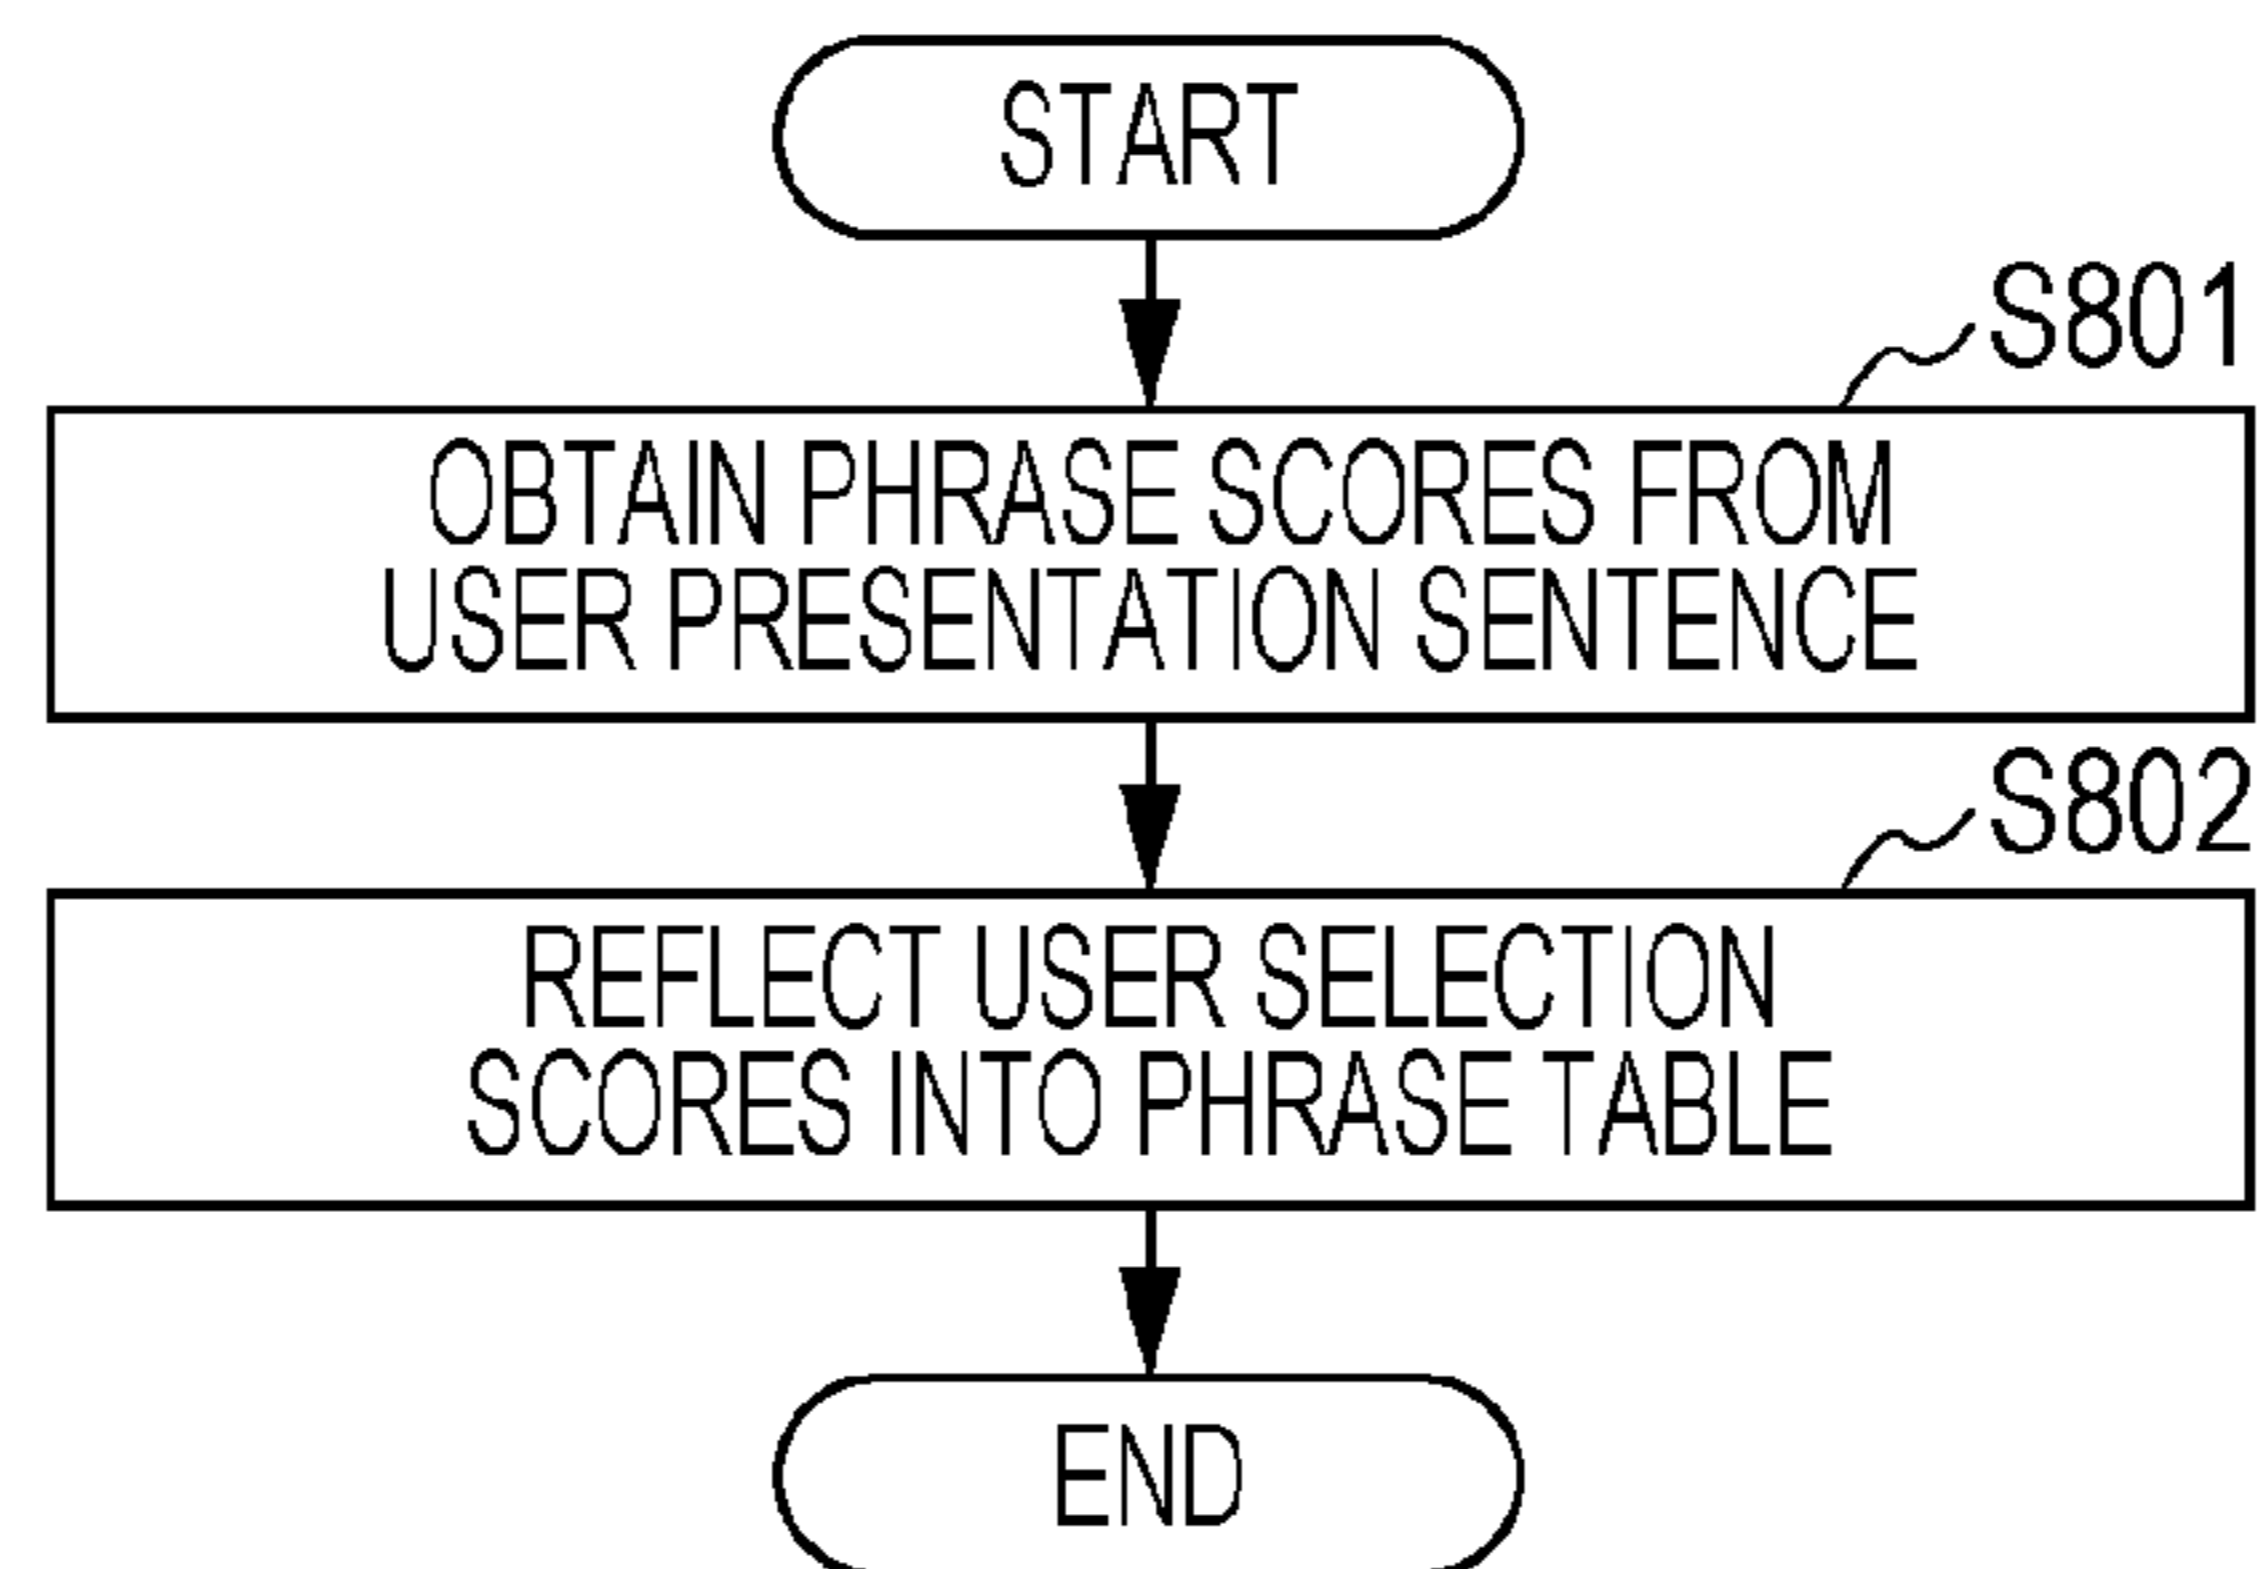 START
S801
OBTAIN PHRASE SCORES FROM
USER PRESENTATION SENTENCE
S802
REFLECT USER SELECTION
SCORES INTO PHRASE TABLE
END